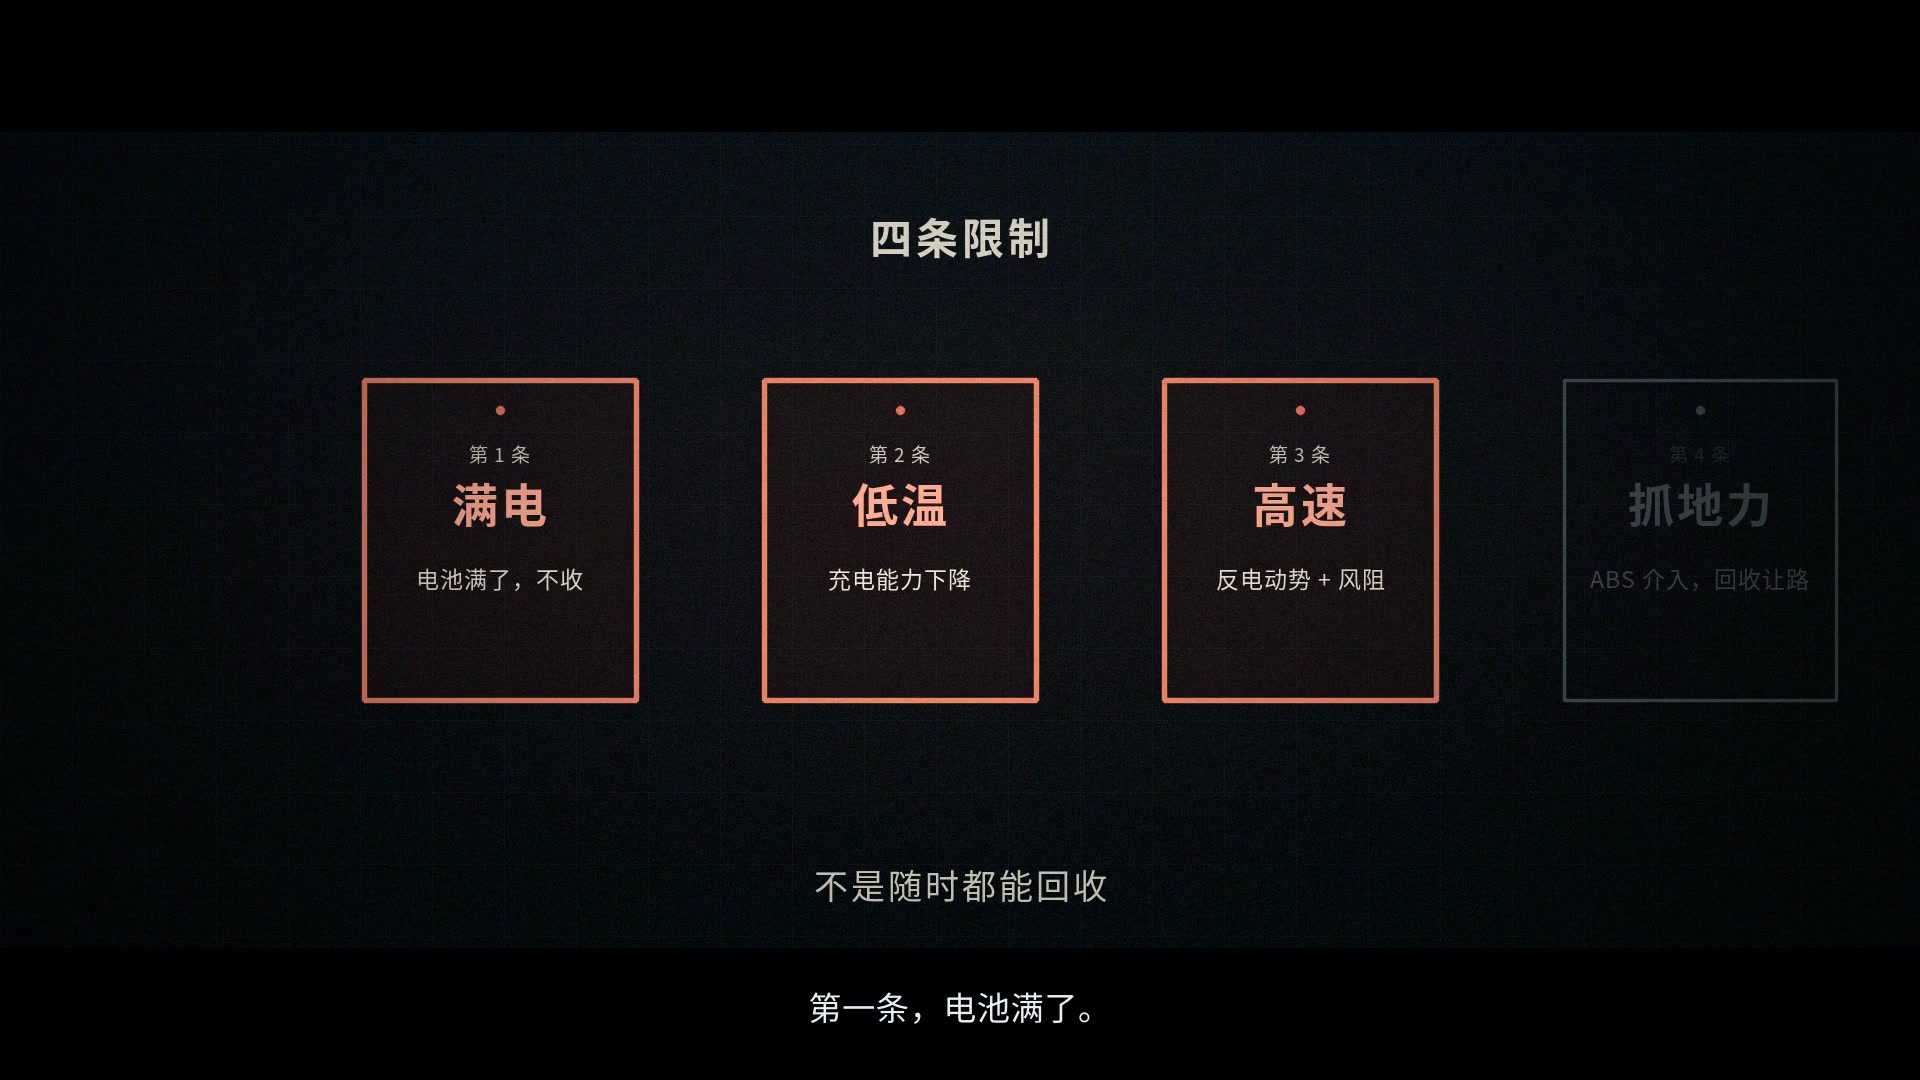 四条限制
第 1 条
满电
电池满了，不收
第 2 条
低温
充电能力下降
第 3 条
高速
反电动势 + 风阻
第 4 条
抓地力
ABS 介入，回收让路
不是随时都能回收
第一条，电池满了。